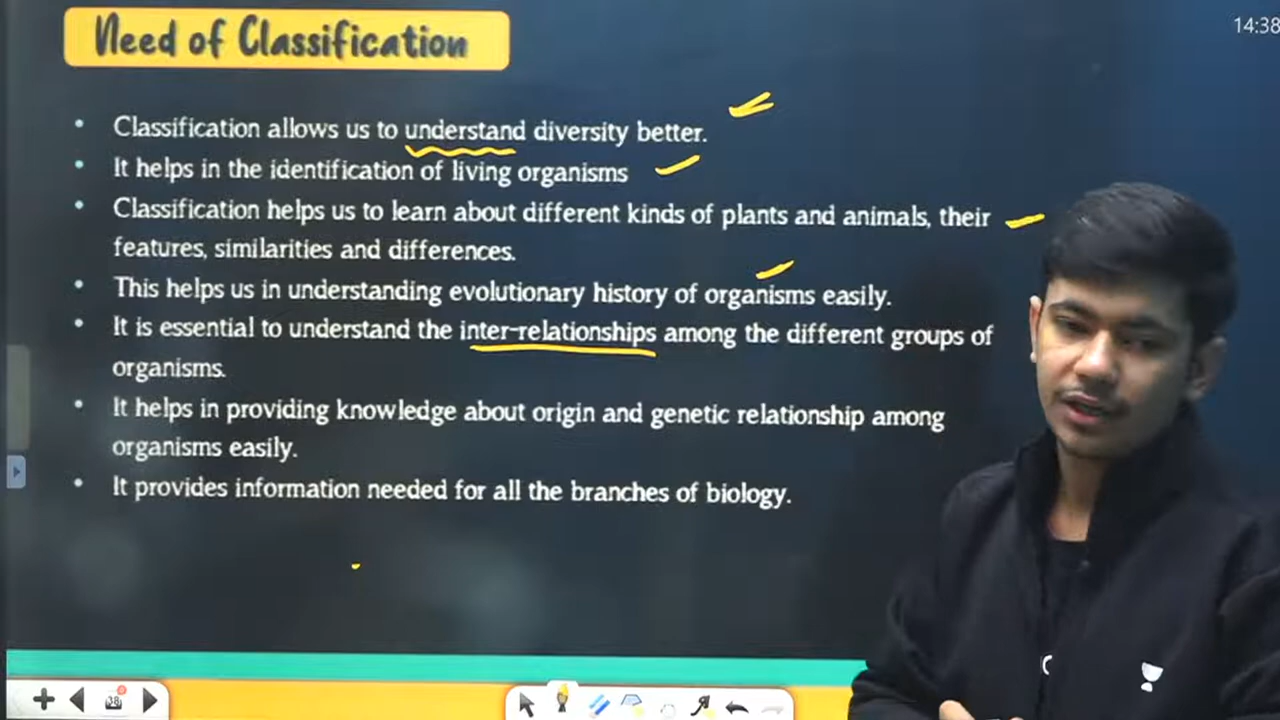 Need of Classification
14:38
• Classification allows us to understand diversity better.
• It helps in the identification of living organisms
• Classification helps us to learn about different kinds of plants and animals, their
features, similarities and differences.
• This helps us in understanding evolutionary history of organisms easily.
• It is essential to understand the inter-relationships among the different groups of
organisms.
• It helps in providing knowledge about origin and genetic relationship among
organisms easily.
• It provides information needed for all the branches of biology.
38